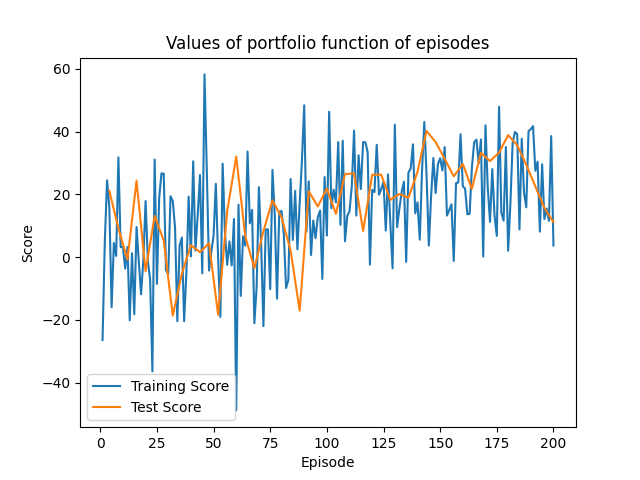 Values of portfolio function of episodes
60
40
20
0
−20
−40
Score
Training Score
Test Score
0 25 50 75 100 125 150 175 200
Episode